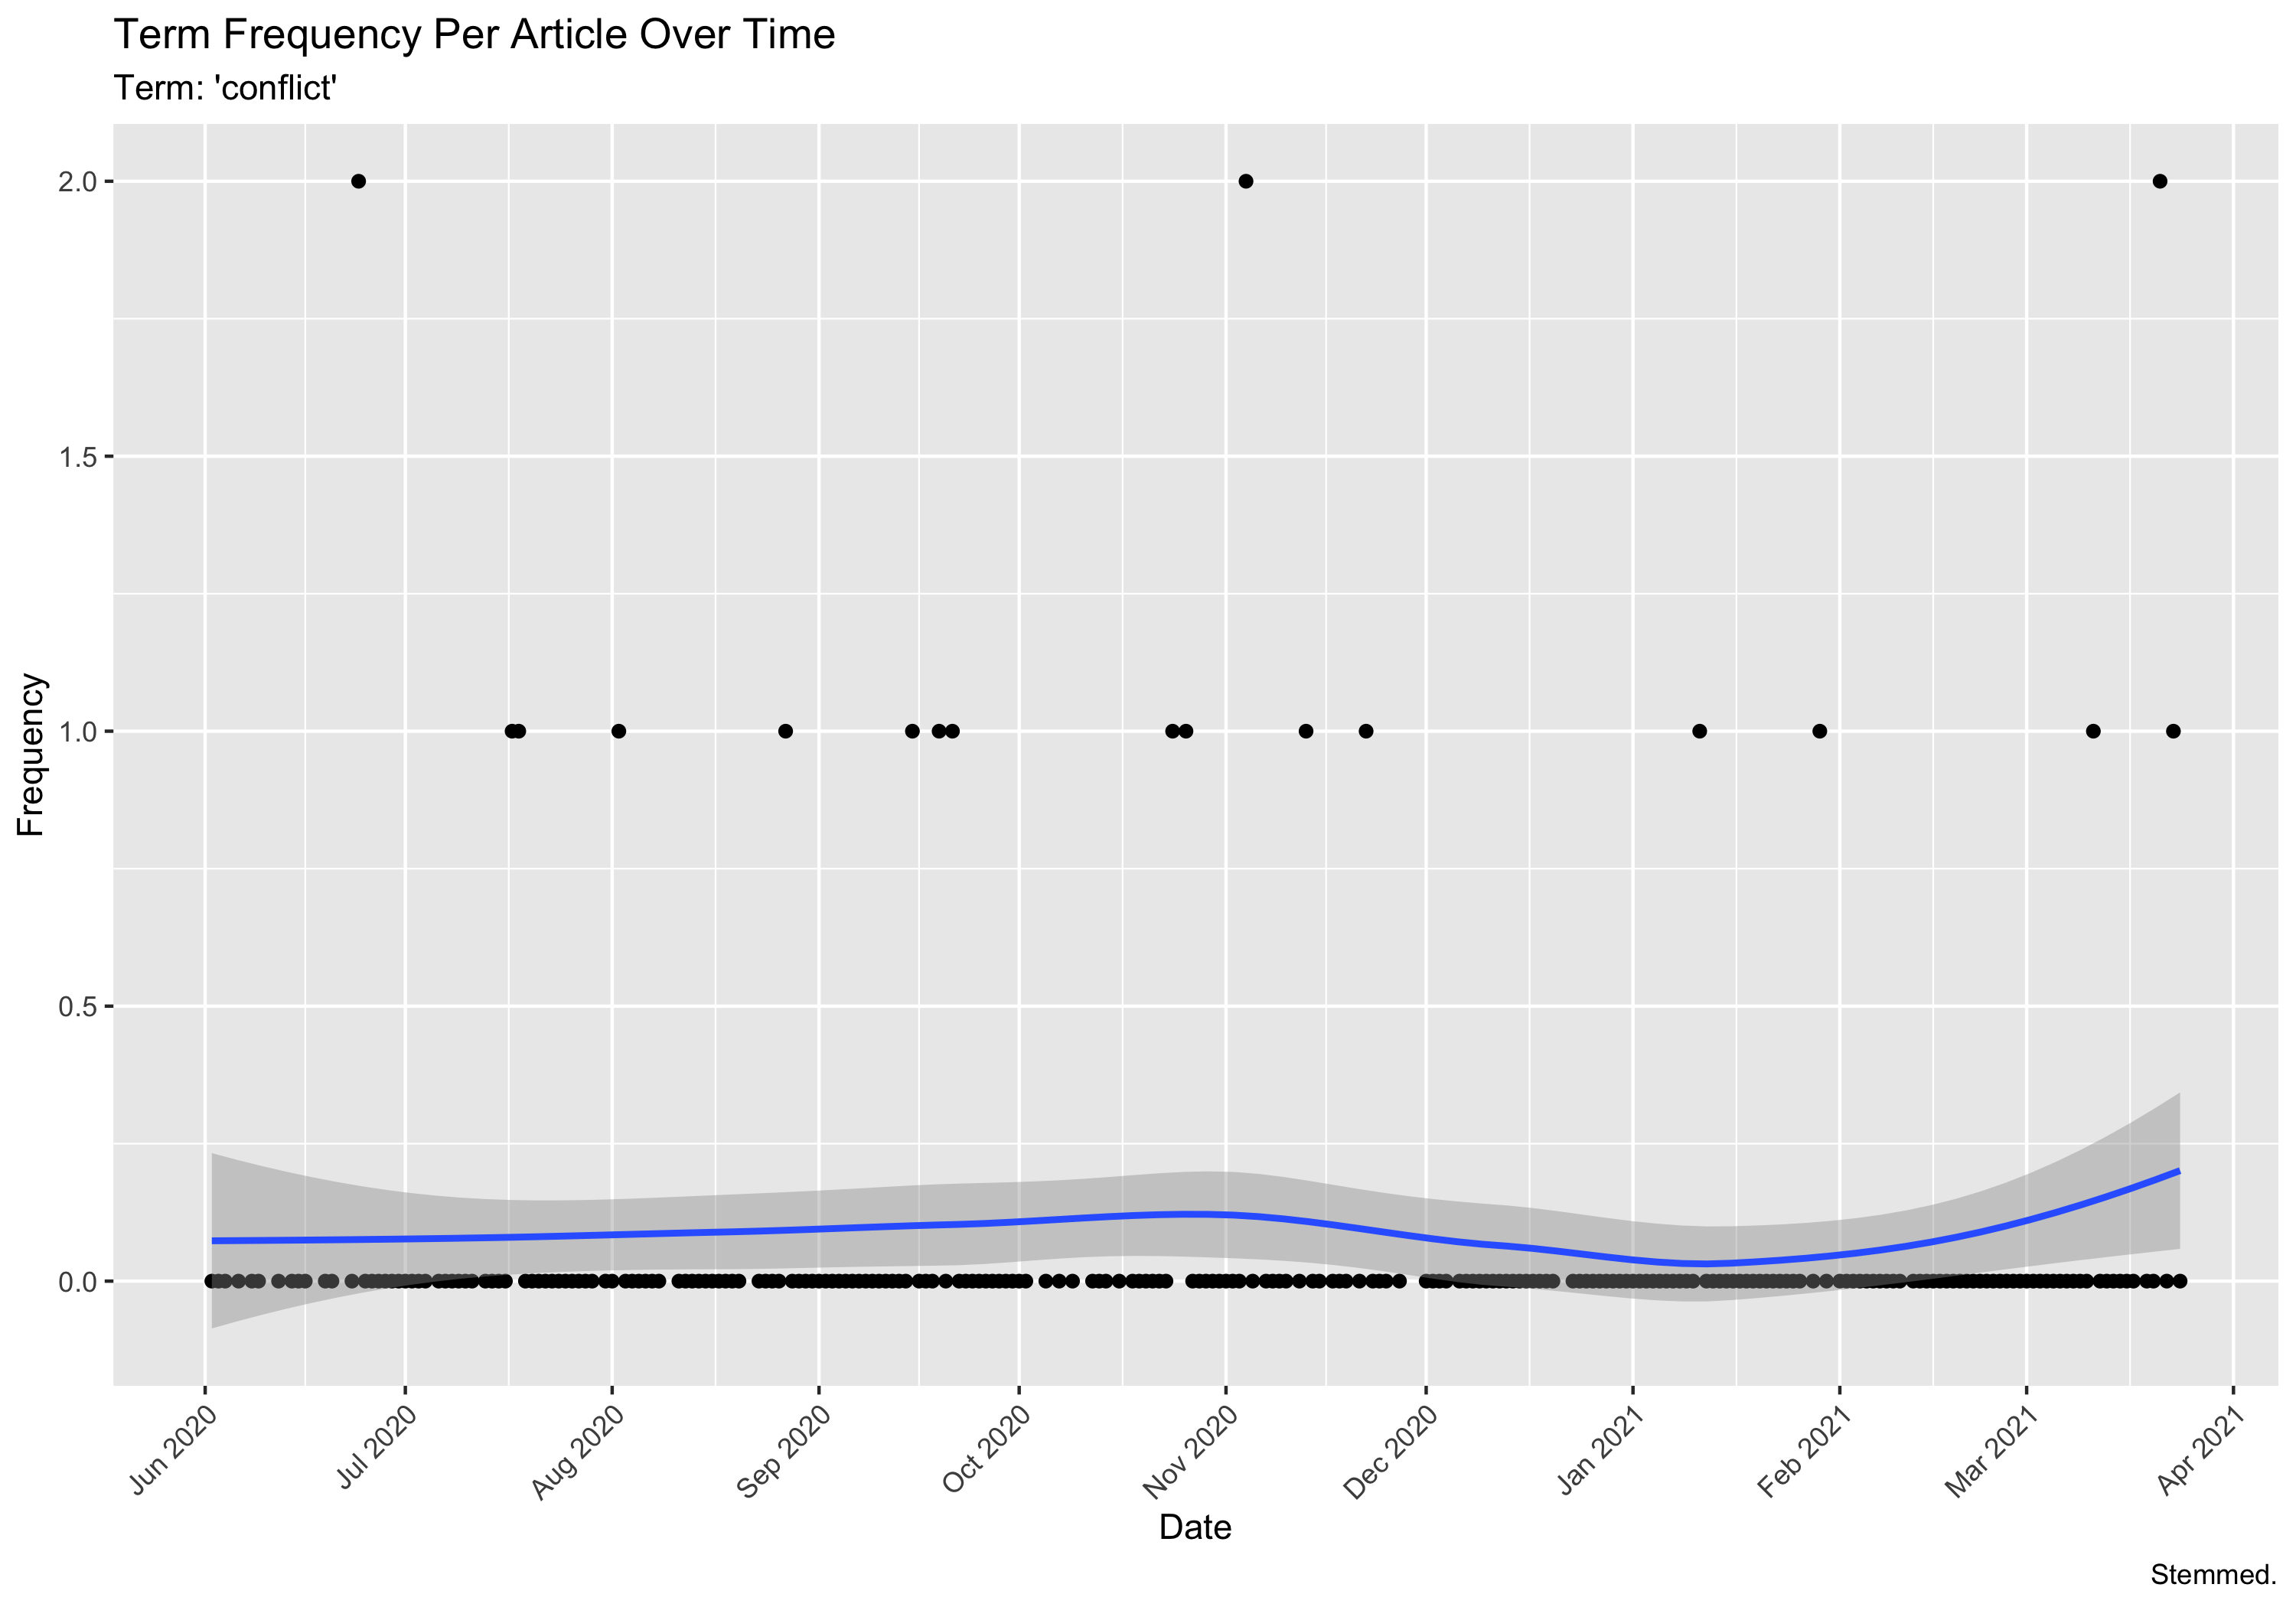 Term Frequency Per Article Over Time
Term: 'conflict'
Frequency
2.0
1.5
1.0
0.5
0.0
Jun 2020
Jul 2020
Aug 2020
Sep 2020
Oct 2020
Nov 2020
Dec 2020
Jan 2021
Feb 2021
Mar 2021
Apr 2021
Date
Stemmed.